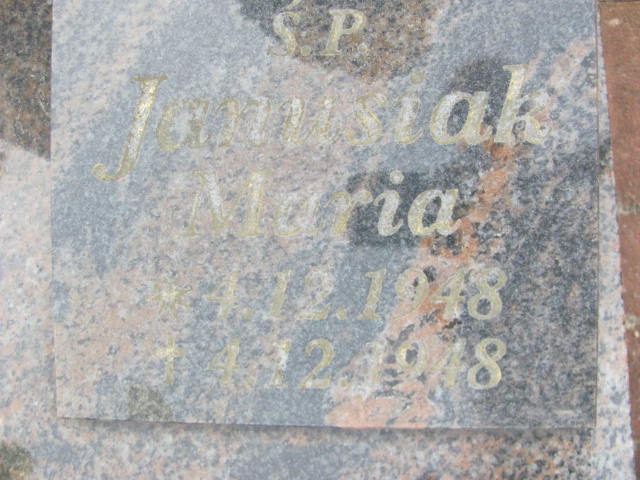 Ś.P.
Janusiak
Maria
* 4.12.1948
† 4.12.1948